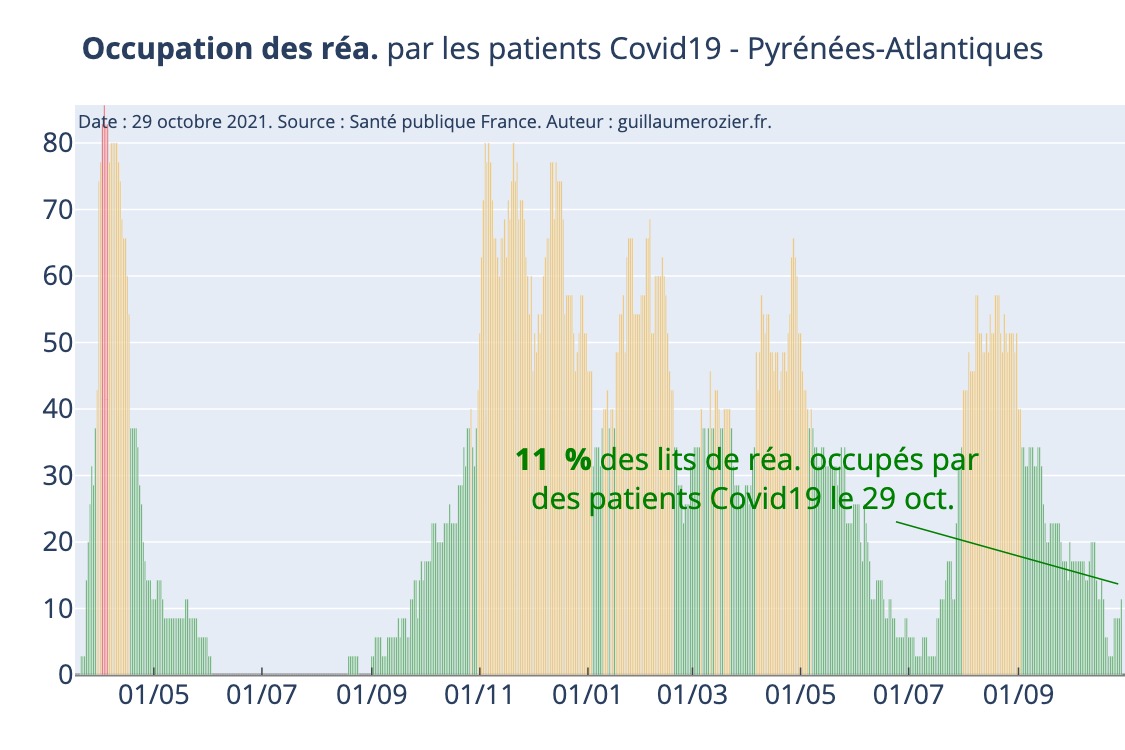 Occupation des réa. par les patients Covid19 - Pyrénées-Atlantiques
Date : 29 octobre 2021. Source : Santé publique France. Auteur : guillaumerozier.fr.
80
70
60
50
40
30
20
10
0
11 % des lits de réa. occupés par
des patients Covid19 le 29 oct.
01/05 01/07 01/09 01/11 01/01 01/03 01/05 01/07 01/09